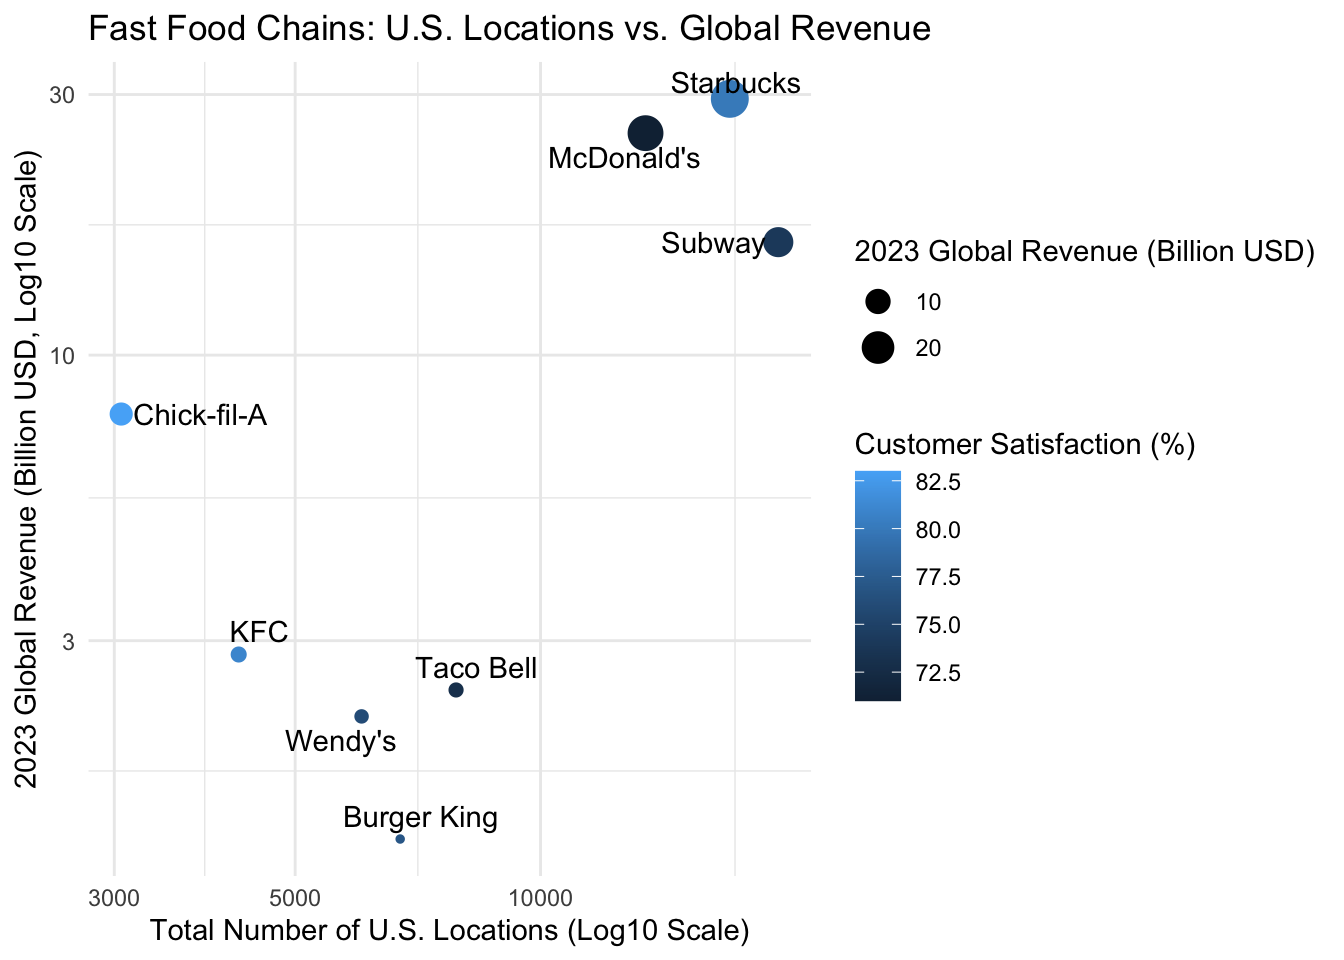 Fast Food Chains: U.S. Locations vs. Global Revenue
2023 Global Revenue (Billion USD, Log10 Scale)
30
10
3
Starbucks
McDonald's
Subway
Chick-fil-A
KFC
Taco Bell
Wendy's
Burger King
3000
5000
10000
Total Number of U.S. Locations (Log10 Scale)
2023 Global Revenue (Billion USD)
10
20
Customer Satisfaction (%)
82.5
80.0
77.5
75.0
72.5